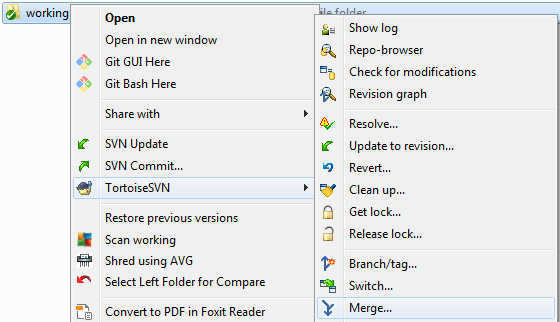 working
file folder
Open
Open in new window
Git GUI Here
Git Bash Here
Share with
SVN Update
SVN Commit...
TortoiseSVN
Restore previous versions
Scan working
Shred using AVG
Select Left Folder for Compare
Convert to PDF in Foxit Reader
Show log
Repo-browser
Check for modifications
Revision graph
Resolve...
Update to revision...
Revert...
Clean up...
Get lock...
Release lock...
Branch/tag...
Switch...
Merge...